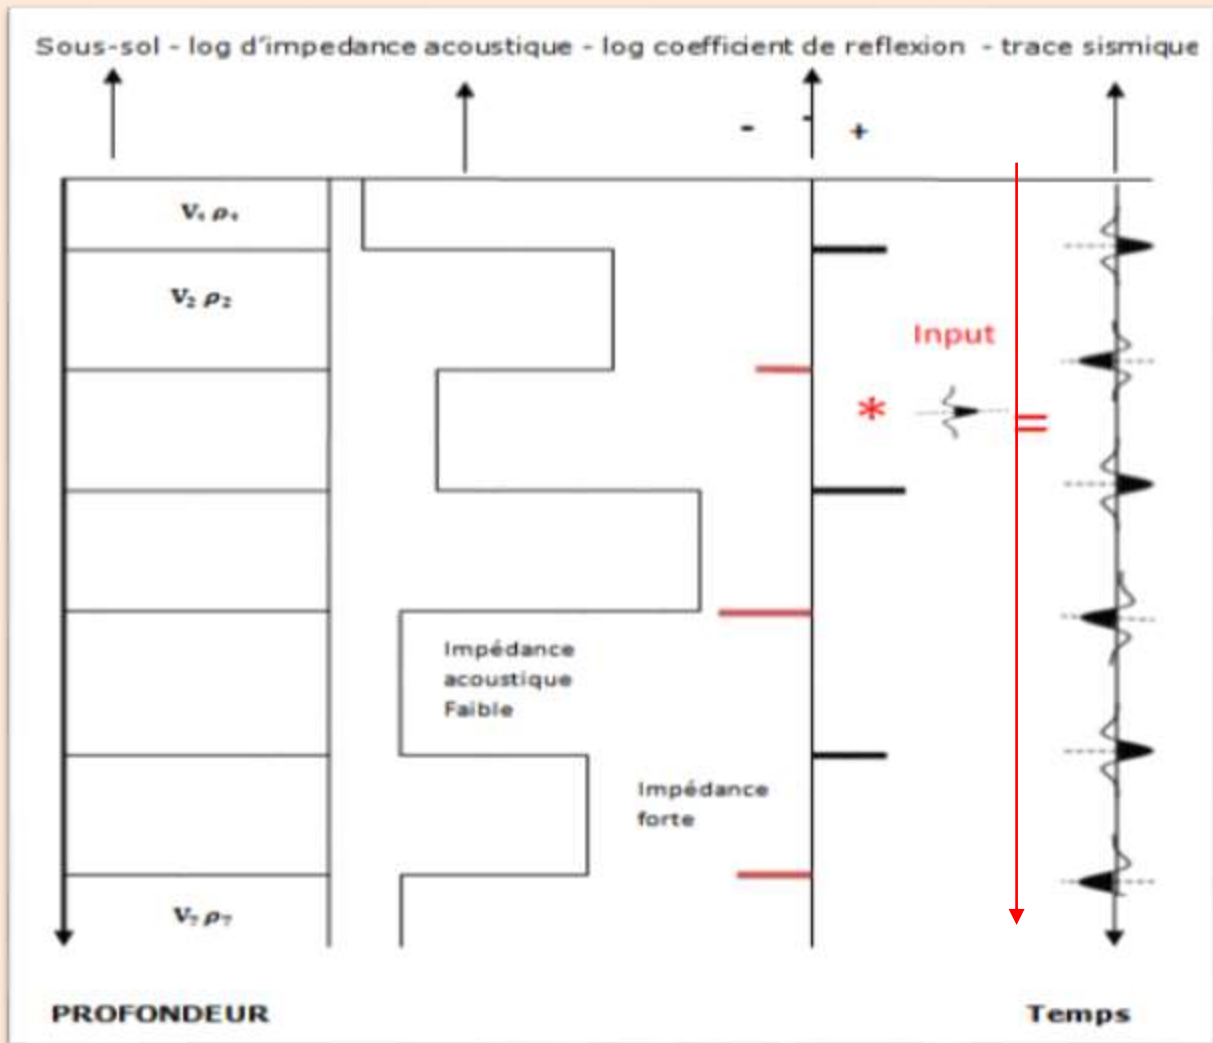 Sous-sol - log d'impedance acoustique - log coefficient de reflexion - trace sismique
- +
V₁ ρ₁
V₂ ρ₂
Input
* =
Impédance
acoustique
Faible
Impédance
forte
V₇ ρ₇
PROFONDEUR
Temps